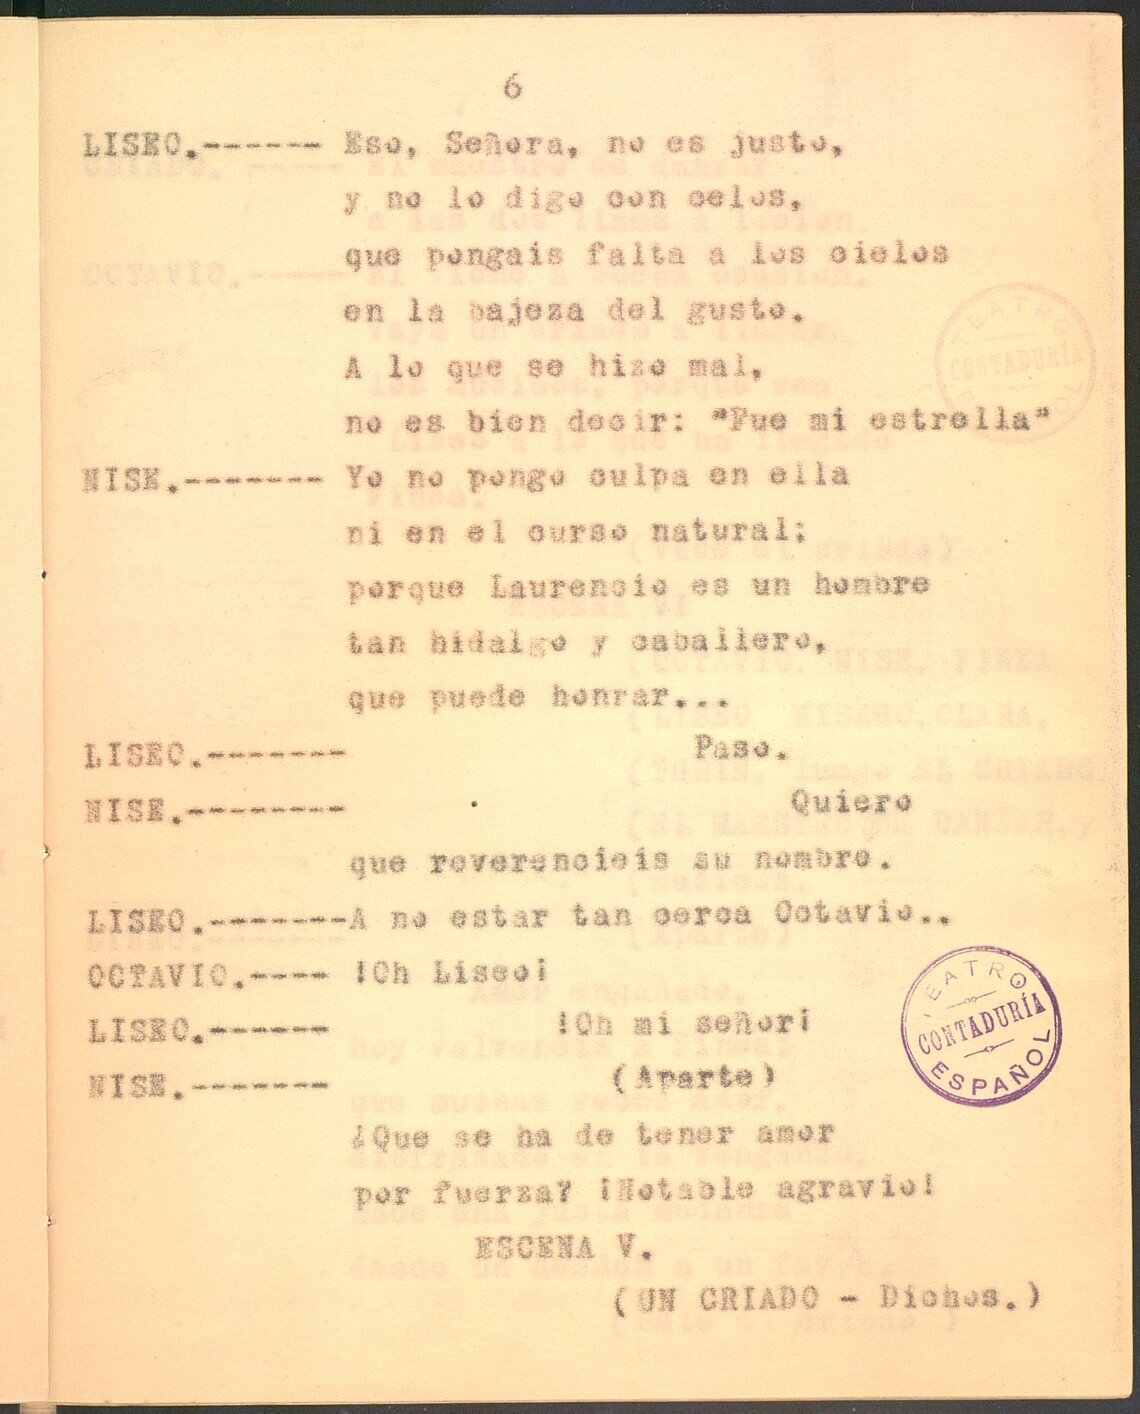 6
LISEO.------ Eso, Señora, no es justo,
y no lo digo con celos,
que pongais falta a los cielos
en la bajeza del gusto.
A lo que se hizo mal,
no es bien decir: "Fue mi estrella"
NISE.------- Yo no pongo culpa en ella
ni en el curso natural;
porque Laurencio es un hombre
tan hidalgo y caballero,
que puede honrar...
LISEO.------- Paso.
NISE.-------- Quiero
que reverencieis su nombre.
LISEO.-------A no estar tan cerca Octavio..
OCTAVIO.---- !Oh Liseo¡
LISEO.------ !Oh mi señor¡
NISE.------- (Aparte)
¿Que se ha de tener amor
por fuerza? ¡Notable agravio!
ESCENA V.
(UN CRIADO - Dichos.)
TEATRO
CONTADURÍA
ESPAÑOL